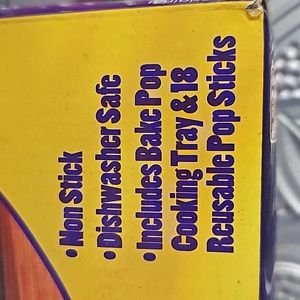 • Non Stick
• Dishwasher Safe
• Includes Bake Pop
Cooking Tray & 18
Reusable Pop Sticks